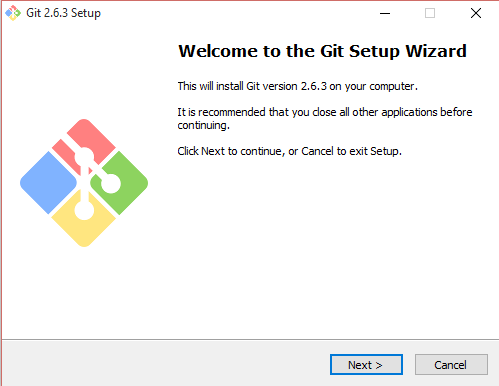 Git 2.6.3 Setup
Welcome to the Git Setup Wizard
This will install Git version 2.6.3 on your computer.
It is recommended that you close all other applications before
continuing.
Click Next to continue, or Cancel to exit Setup.
Next >
Cancel